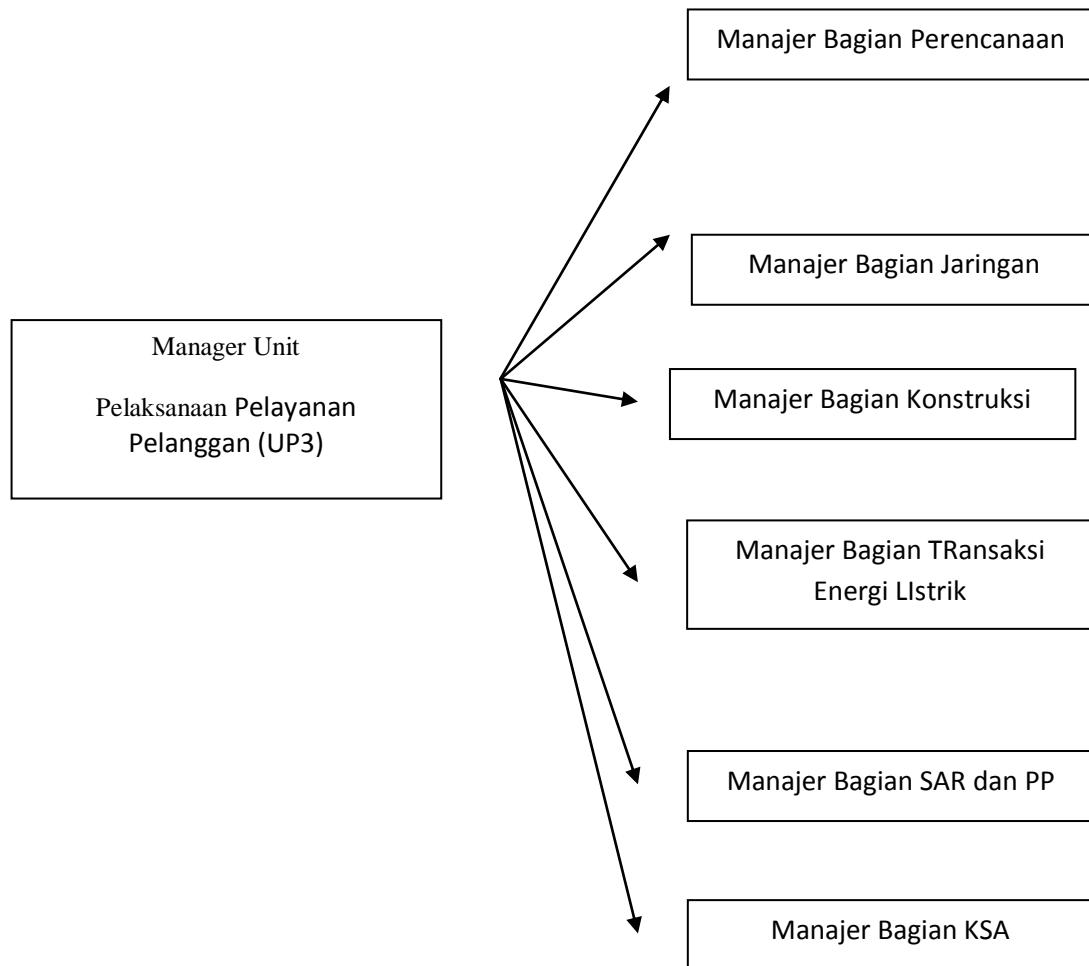 Manajer Bagian Perencanaan
Manajer Bagian Jaringan
Manager Unit
Pelaksanaan Pelayanan
Pelanggan (UP3)
Manajer Bagian Konstruksi
Manajer Bagian TRansaksi
Energi LIstrik
Manajer Bagian SAR dan PP
Manajer Bagian KSA